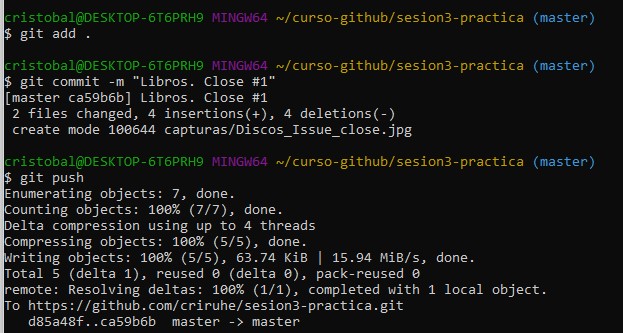 cristobal@DESKTOP-6T6PRH9 MINGW64 ~/curso-github/sesion3-practica (master)
$ git add .
cristobal@DESKTOP-6T6PRH9 MINGW64 ~/curso-github/sesion3-practica (master)
$ git commit -m "Libros. Close #1"
[master ca59b6b] Libros. Close #1
 2 files changed, 4 insertions(+), 4 deletions(-)
 create mode 100644 capturas/Discos_Issue_close.jpg
cristobal@DESKTOP-6T6PRH9 MINGW64 ~/curso-github/sesion3-practica (master)
$ git push
Enumerating objects: 7, done.
Counting objects: 100% (7/7), done.
Delta compression using up to 4 threads
Compressing objects: 100% (5/5), done.
Writing objects: 100% (5/5), 63.74 KiB | 15.94 MiB/s, done.
Total 5 (delta 1), reused 0 (delta 0), pack-reused 0
remote: Resolving deltas: 100% (1/1), completed with 1 local object.
To https://github.com/criruhe/sesion3-practica.git
   d85a48f..ca59b6b  master -> master